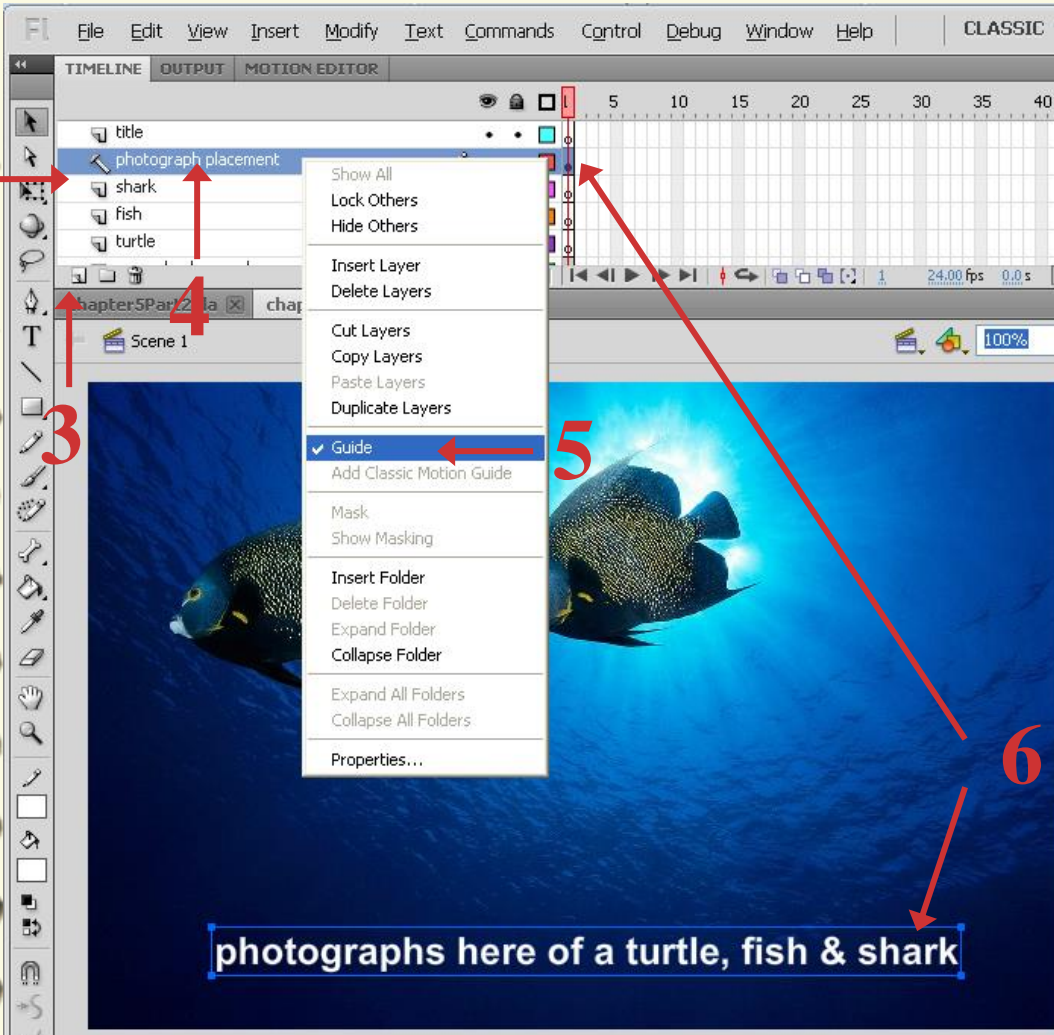 Fl File Edit View Insert Modify Text Commands Control Debug Window Help CLASSIC
TIMELINE OUTPUT MOTION EDITOR
1 5 10 15 20 25 30 35 40
title
photograph placement
shark
fish
turtle
1 24.00 fps 0.0 s
Scene 1
100%
Show All
Lock Others
Hide Others
Insert Layer
Delete Layers
Cut Layers
Copy Layers
Paste Layers
Duplicate Layers
Guide
Add Classic Motion Guide
Mask
Show Masking
Insert Folder
Delete Folder
Expand Folder
Collapse Folder
Expand All Folders
Collapse All Folders
Properties...
3
4
5
6
photographs here of a turtle, fish & shark